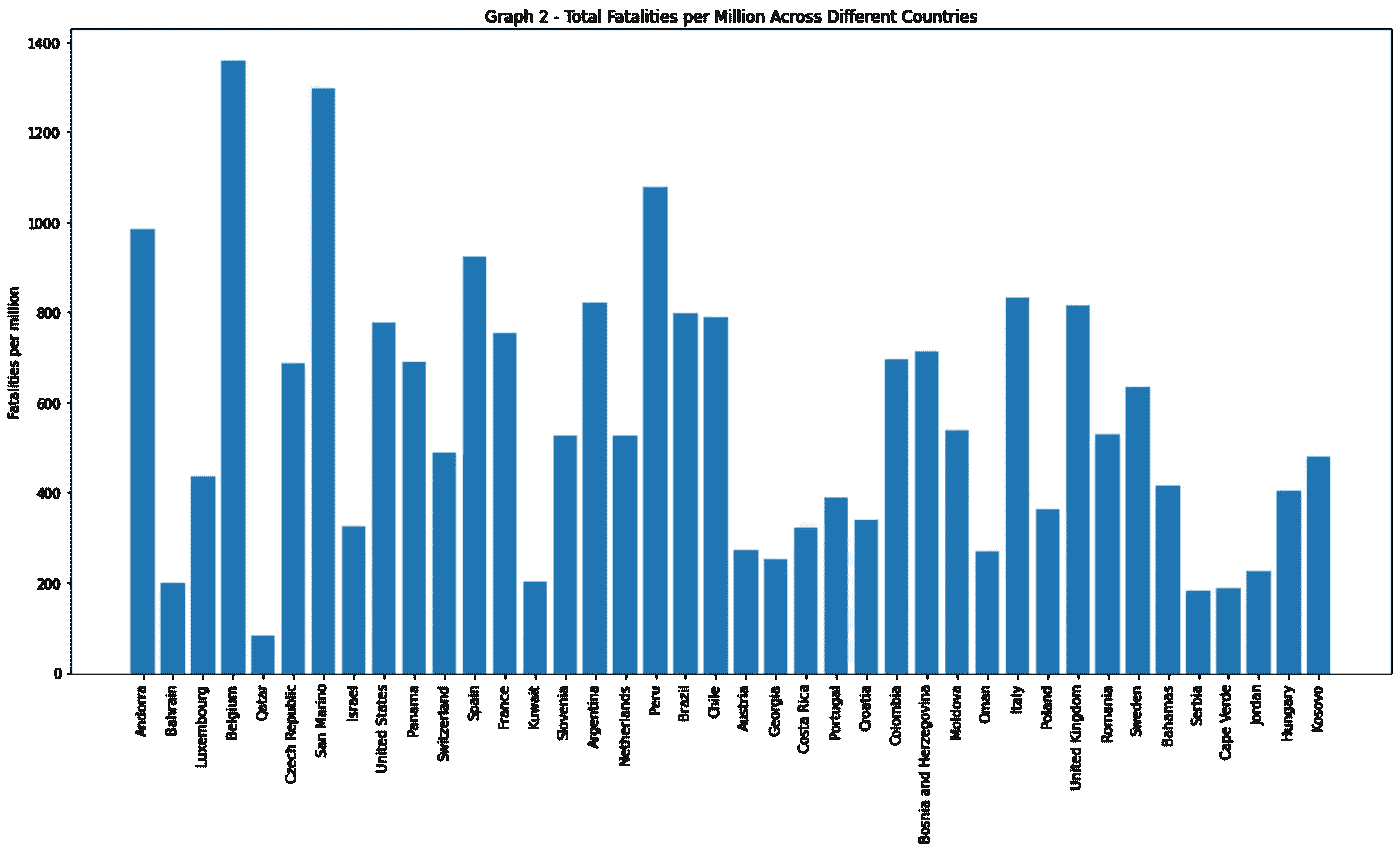 Graph 2 - Total Fatalities per Million Across Different Countries
Fatalities per million
1400
1200
1000
800
600
400
200
0
Andorra
Bahrain
Luxembourg
Belgium
Qatar
Czech Republic
San Marino
Israel
United States
Panama
Switzerland
Spain
France
Kuwait
Slovenia
Argentina
Netherlands
Peru
Brazil
Chile
Austria
Georgia
Costa Rica
Portugal
Croatia
Colombia
Bosnia and Herzegovina
Moldova
Oman
Italy
Poland
United Kingdom
Romania
Sweden
Bahamas
Serbia
Cape Verde
Jordan
Hungary
Kosovo